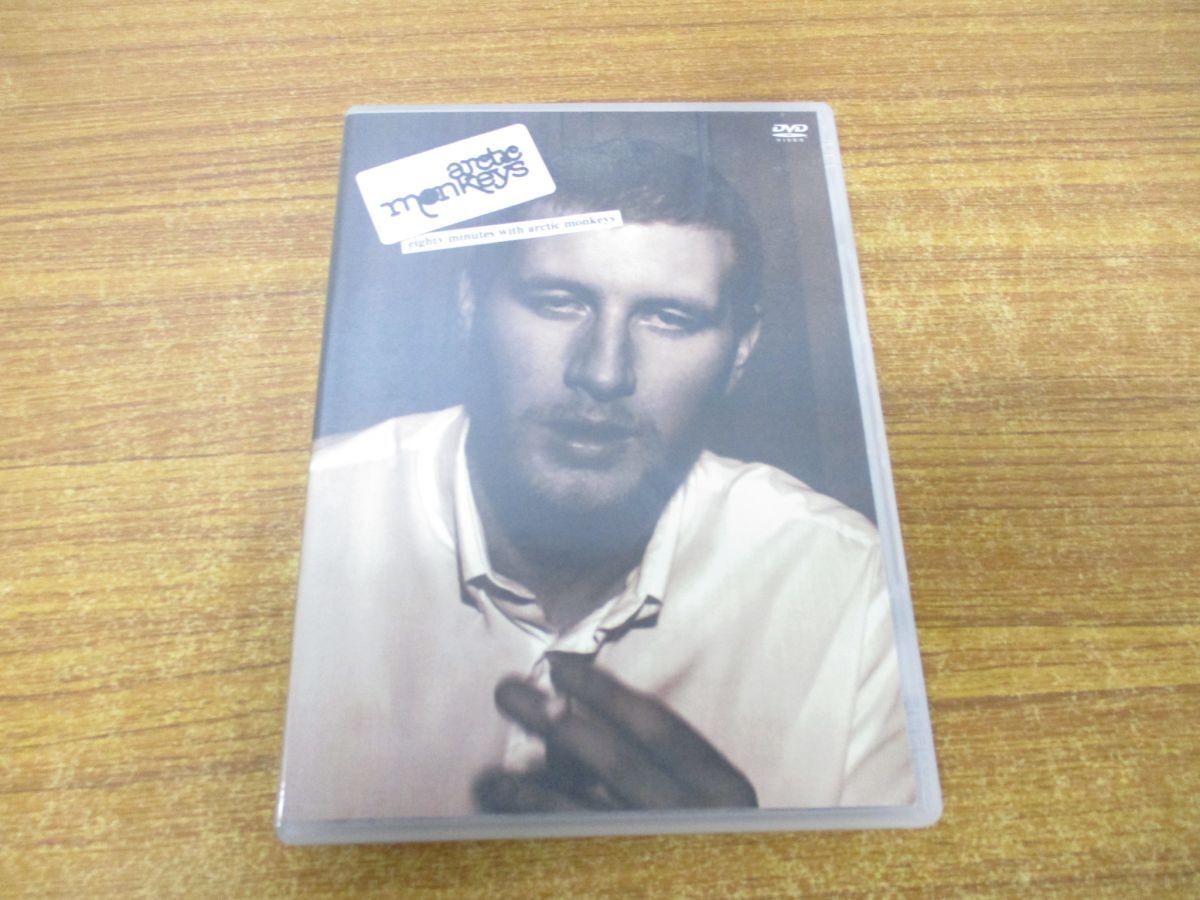 arctic
monkeys
eighty minutes with arctic monkeys
DVD
VIDEO